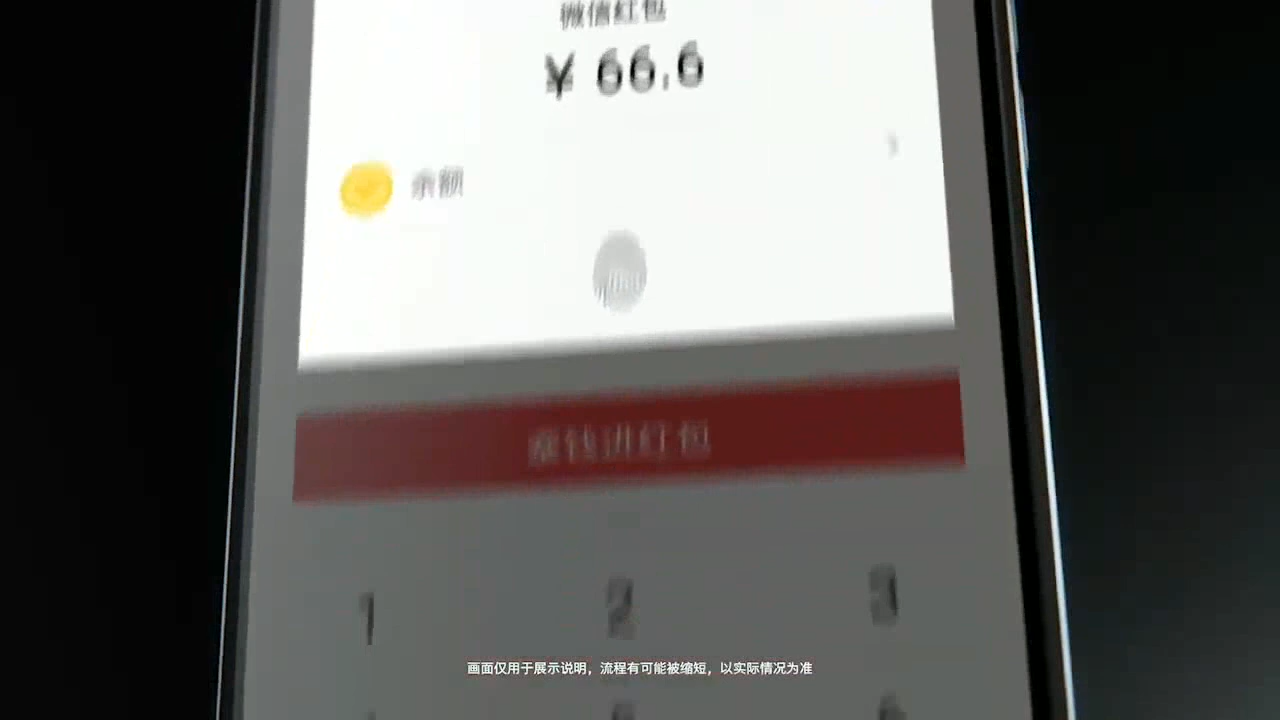 微信红包
¥ 66.6
余额
塞钱进红包
1 2 3
画面仅用于展示说明，流程有可能被缩短，以实际情况为准